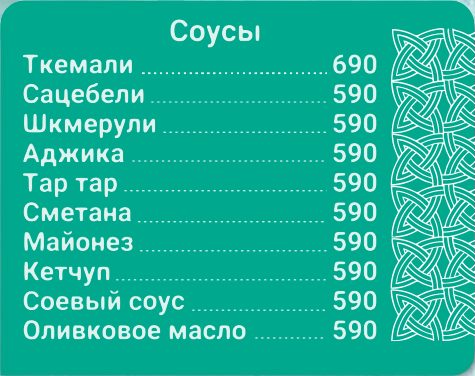 Соусы
Ткемали ........................ 690
Сацебели ........................ 590
Шкмерули ........................ 590
Аджика ........................ 590
Тар тар ........................ 590
Сметана ........................ 590
Майонез ........................ 590
Кетчуп ........................ 590
Соевый соус ........................ 590
Оливковое масло ............ 590